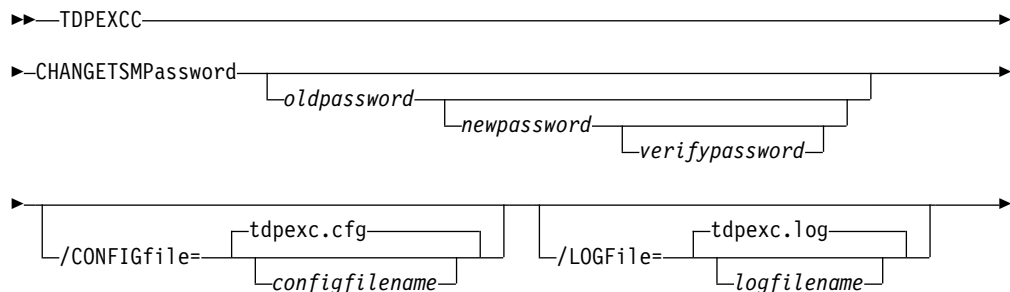 TDPEXCC
CHANGETSMPassword
oldpassword
newpassword
verifypassword
tdpexc.cfg
/CONFIGfile=
configfilename
tdpexc.log
/LOGFile=
logfilename